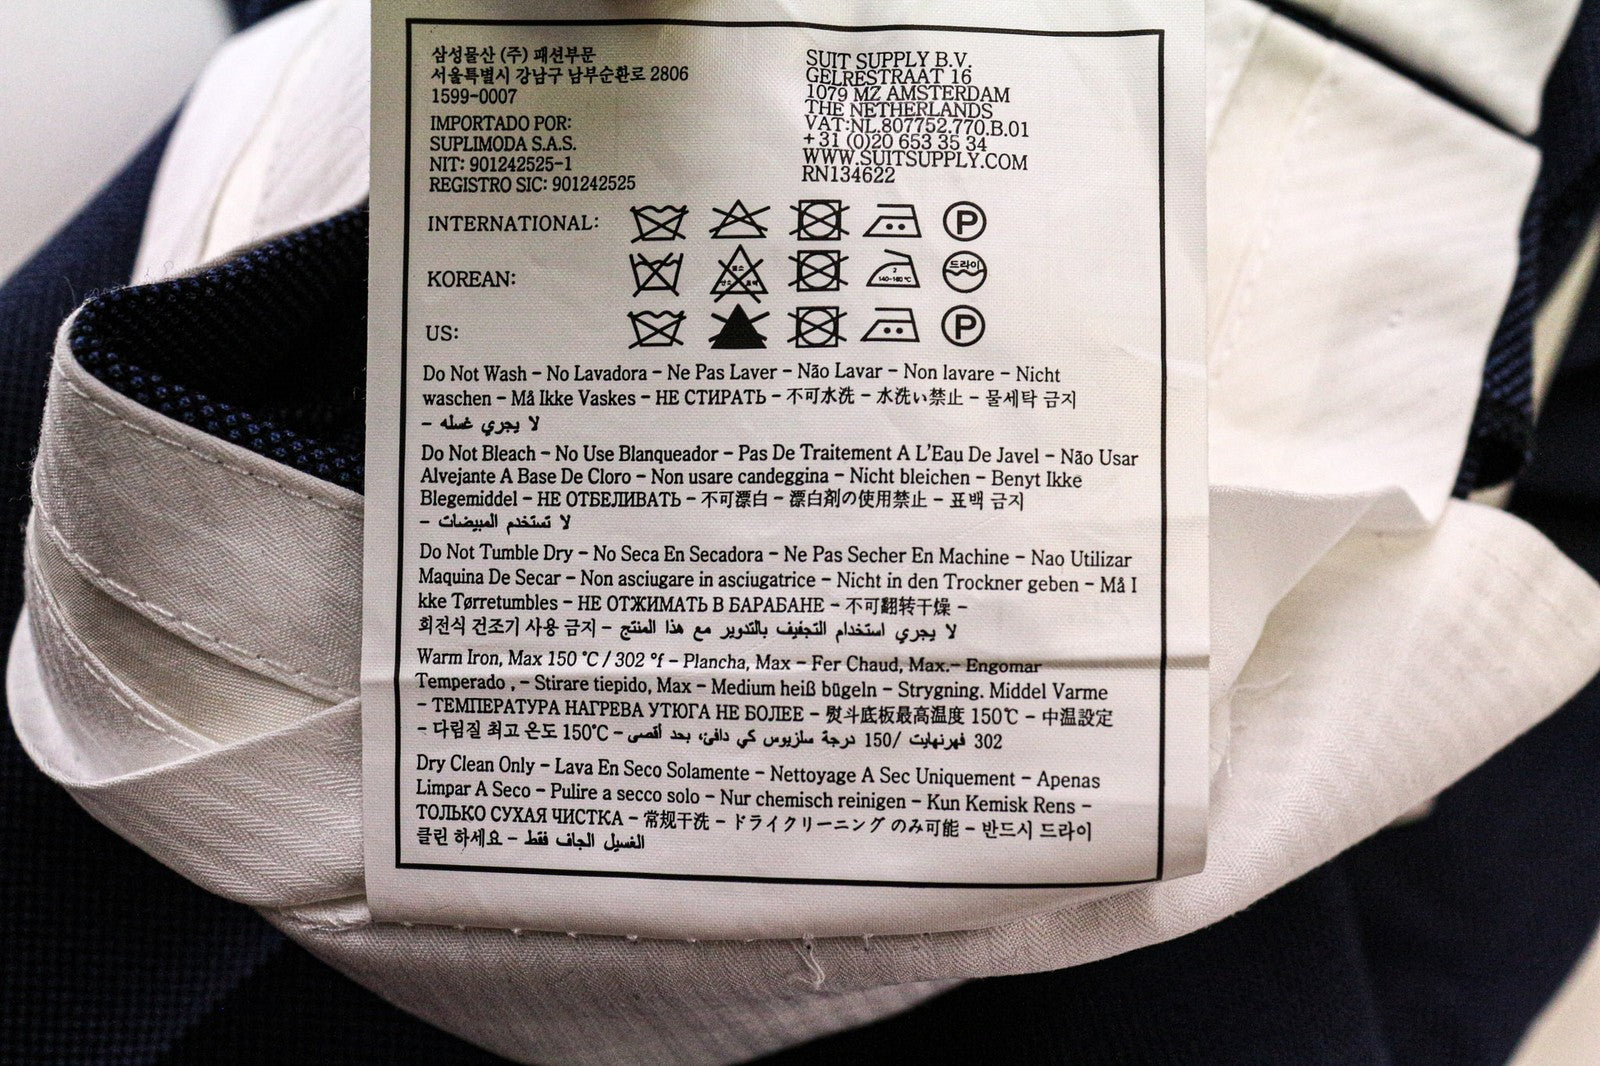 삼성물산 (주) 패션부문
서울특별시 강남구 남부순환로 2806
1599-0007
IMPORTADO POR:
SUPLIMODA S.A.S.
NIT: 901242525-1
REGISTRO SIC: 901242525
SUIT SUPPLY B.V.
GELRESTRAAT 16
1079 MZ AMSTERDAM
THE NETHERLANDS
VAT:NL.807752.770.B.01
+31 (0)20 653 35 34
WWW.SUITSUPPLY.COM
RN134622
INTERNATIONAL: P
KOREAN: 2 140-160℃ 드라이
US: P
Do Not Wash - No Lavadora - Ne Pas Laver - Não Lavar - Non lavare - Nicht
waschen - Må Ikke Vaskes - НЕ СТИРАТЬ - 不可水洗 - 水洗い禁止 - 물세탁 금지
- لا يجري غسله
Do Not Bleach - No Use Blanqueador - Pas De Traitement A L'Eau De Javel - Não Usar
Alvejante A Base De Cloro - Non usare candeggina - Nicht bleichen - Benyt Ikke
Blegemiddel - НЕ ОТБЕЛИВАТЬ - 不可漂白 - 漂白剤の使用禁止 - 표백 금지
- لا تستخدم المبيضات
Do Not Tumble Dry - No Seca En Secadora - Ne Pas Secher En Machine - Nao Utilizar
Maquina De Secar - Non asciugare in asciugatrice - Nicht in den Trockner geben - Må I
kke Tørretumbles - НЕ ОТЖИМАТЬ В БАРАБАНЕ - 不可翻转干燥 -
회전식 건조기 사용 금지 - لا يجري استخدام التجفيف بالتدوير مع هذا المنتج
Warm Iron, Max 150 °C / 302 °f - Plancha, Max - Fer Chaud, Max.- Engomar
Temperado , - Stirare tiepido, Max - Medium heiß bügeln - Strygning. Middel Varme
- ТЕМПЕРАТУРА НАГРЕВА УТЮГА НЕ БОЛЕЕ - 熨斗底板最高温度 150℃ - 中温設定
- 다림질 최고 온도 150℃ - 302 فهرنهايت /150 درجة سلزيوس كي دافئ، بحد أقصى
Dry Clean Only - Lava En Seco Solamente - Nettoyage A Sec Uniquement - Apenas
Limpar A Seco - Pulire a secco solo - Nur chemisch reinigen - Kun Kemisk Rens -
ТОЛЬКО СУХАЯ ЧИСТКА - 常规干洗 - ドライクリーニング のみ可能 - 반드시 드라이
클린 하세요 - الغسيل الجاف فقط